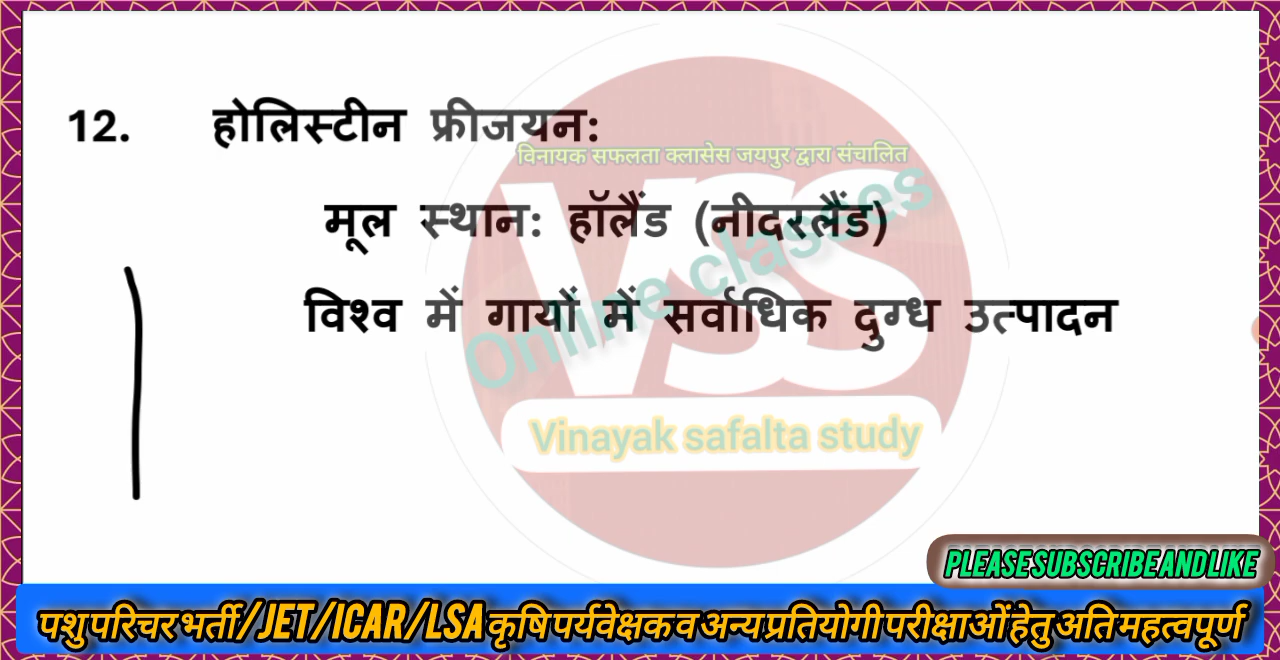 12. होलिस्टीन फ्रीजयन:
विनायक सफलता क्लासेस जयपुर द्वारा संचालित
मूल स्थान: हॉलैंड (नीदरलैंड)
VSS
Online classes
विश्व में गायों में सर्वाधिक दुग्ध उत्पादन
Vinayak safalta study
PLEASE SUBSCRIBE AND LIKE
पशु परिचर भर्ती/JET/ICAR/LSA कृषि पर्यवेक्षक व अन्य प्रतियोगी परीक्षाओं हेतु अति महत्वपूर्ण